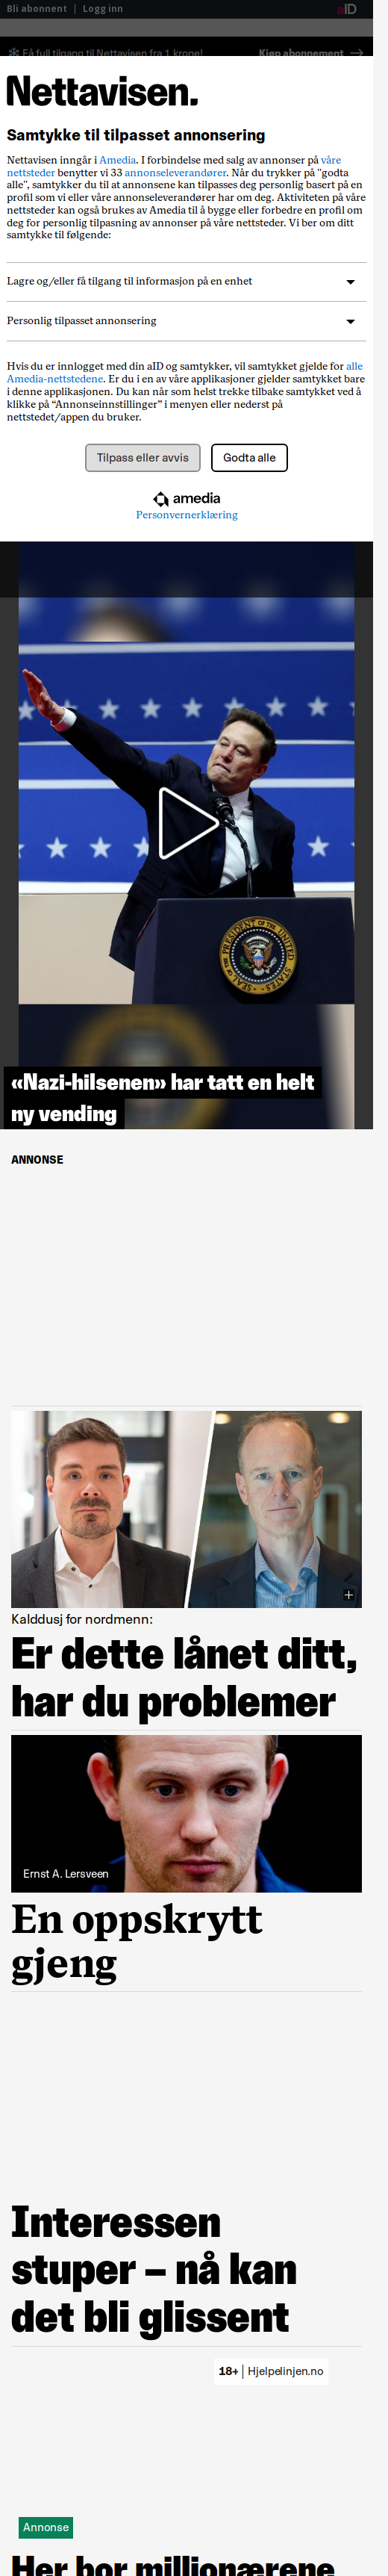 Bli abonnent | Logg inn
aID
Få full tilgang til Nettavisen fra 1 krone!
Kjøp abonnement
Nettavisen.
Samtykke til tilpasset annonsering
Nettavisen inngår i Amedia. I forbindelse med salg av annonser på våre
nettsteder benytter vi 33 annonseleverandører. Når du trykker på "godta
alle", samtykker du til at annonsene kan tilpasses deg personlig basert på en
profil som vi eller våre annonseleverandører har om deg. Aktiviteten på våre
nettsteder kan også brukes av Amedia til å bygge eller forbedre en profil om
deg for personlig tilpasning av annonser på våre nettsteder. Vi ber om ditt
samtykke til følgende:
Lagre og/eller få tilgang til informasjon på en enhet
Personlig tilpasset annonsering
Hvis du er innlogget med din aID og samtykker, vil samtykket gjelde for alle
Amedia-nettstedene. Er du i en av våre applikasjoner gjelder samtykket bare
i denne applikasjonen. Du kan når som helst trekke tilbake samtykket ved å
klikke på “Annonseinnstillinger” i menyen eller nederst på
nettstedet/appen du bruker.
Tilpass eller avvis
Godta alle
amedia
Personvernerklæring
SEAL OF THE PRESIDENT OF THE UNITED STATES
«Nazi-hilsenen» har tatt en helt
ny vending
ANNONSE
Kalddusj for nordmenn:
Er dette lånet ditt,
har du problemer
Ernst A. Lersveen
En oppskrytt
gjeng
Interessen
stuper – nå kan
det bli glissent
18+ | Hjelpelinjen.no
Annonse
Her bor millionærene